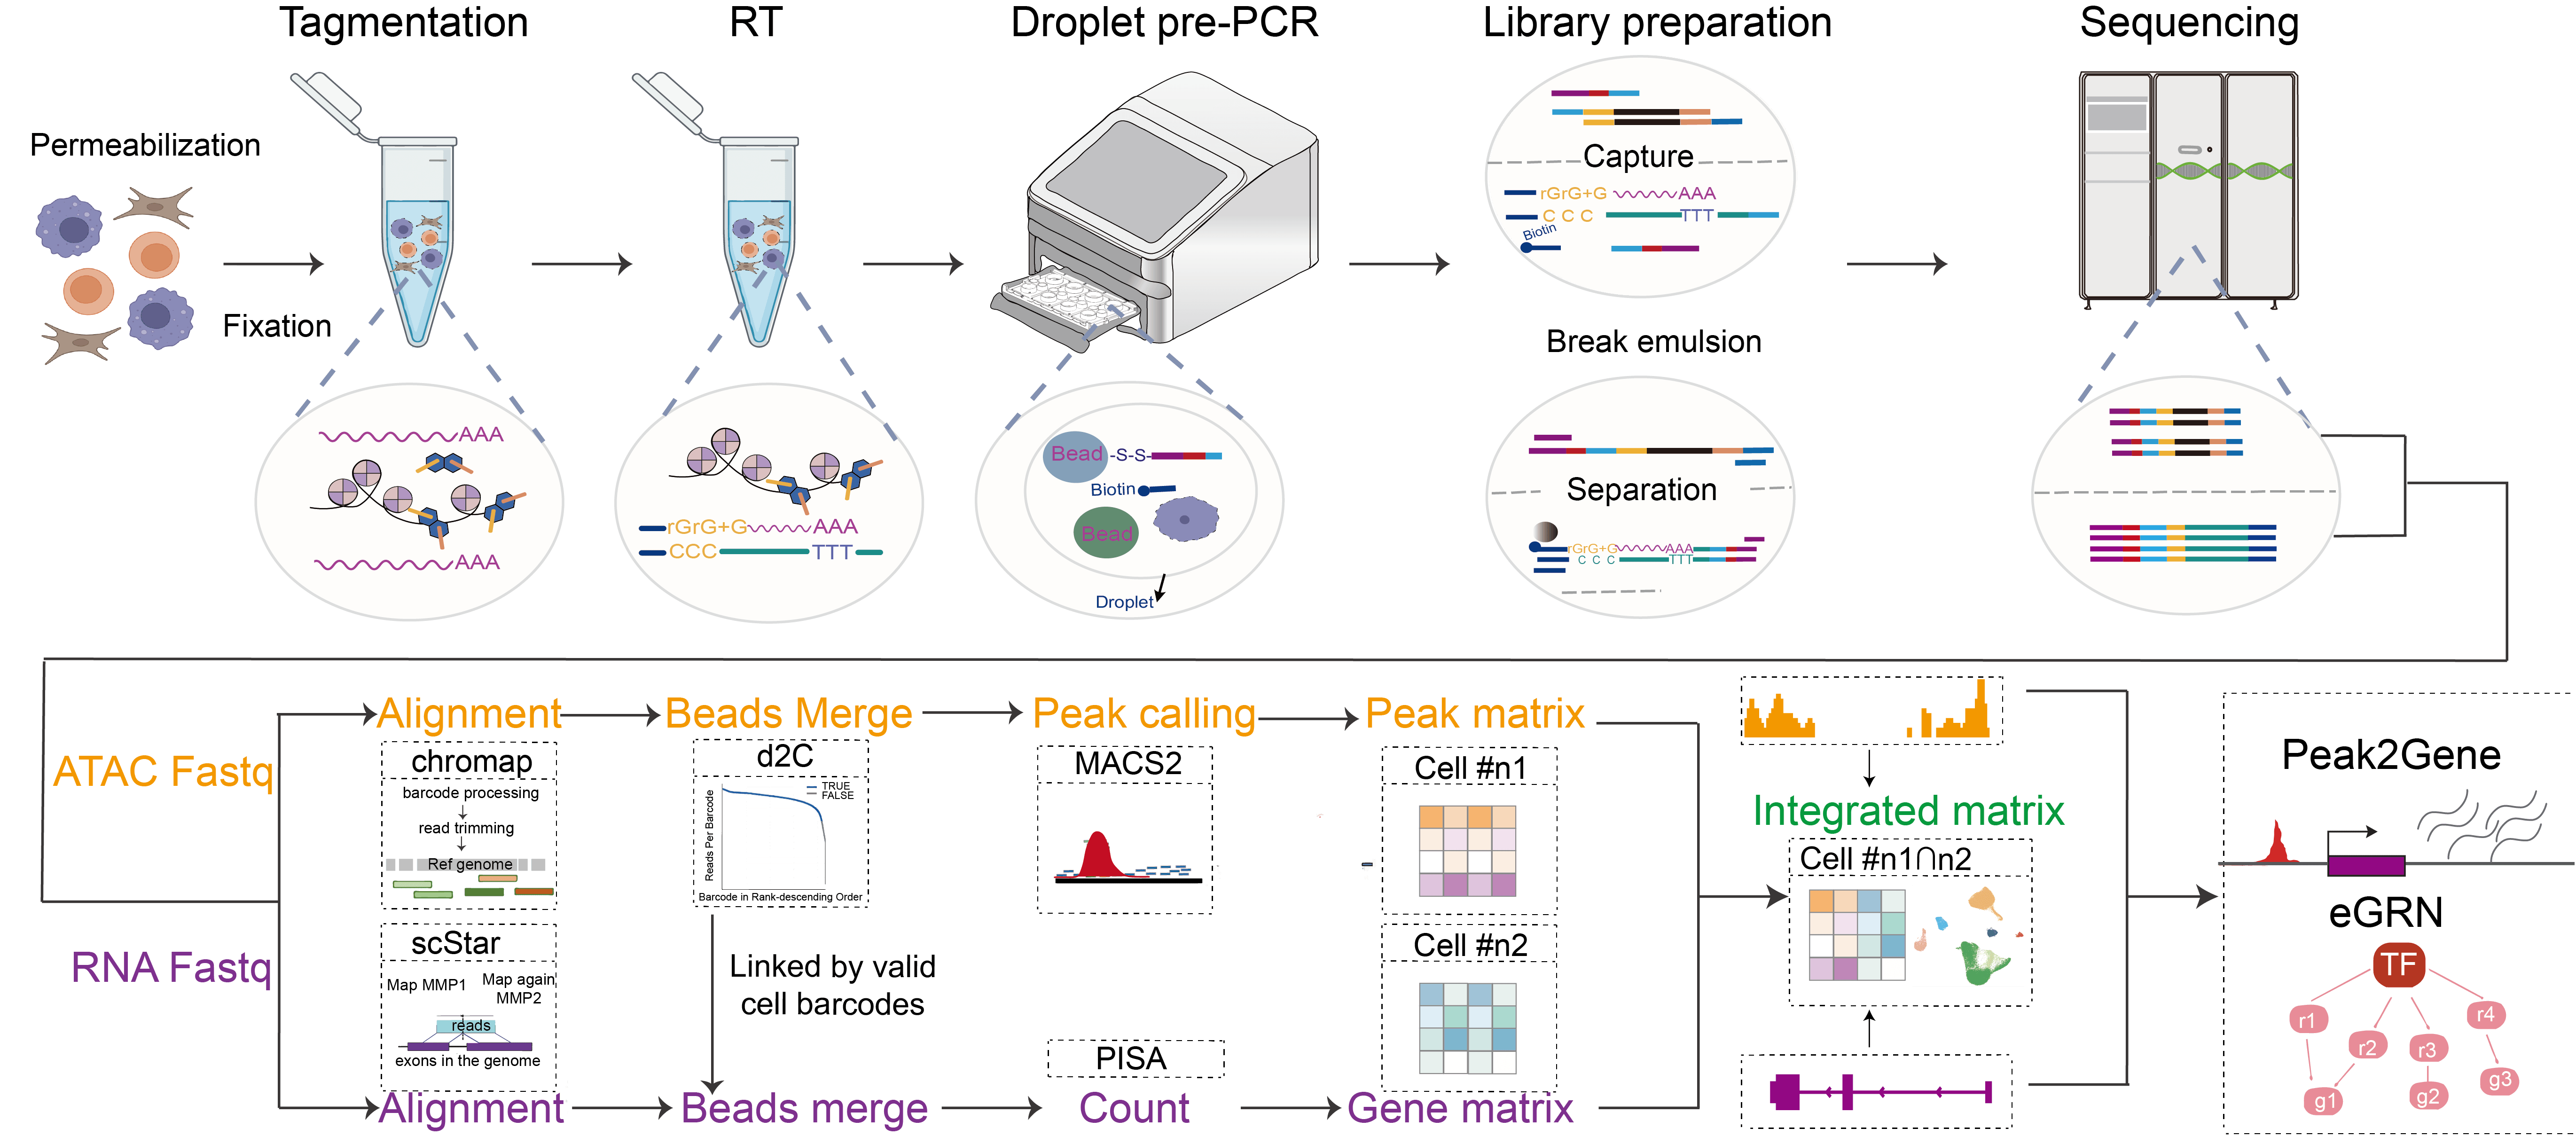 Tagmentation
RT
Droplet pre-PCR
Library preparation
Sequencing
Permeabilization
Fixation
AAA
AAA
rGrG+G AAA
CCC TTT
Bead -S-S-
Biotin
Bead
Droplet
Capture
rGrG+G AAA
C C C TTT
Biotin
Break emulsion
Separation
rGrG+G AAA
C C C TTT
ATAC Fastq
Alignment
Beads Merge
Peak calling
Peak matrix
chromap
barcode processing
read trimming
Ref genome
d2C
TRUE
FALSE
Reads Per Barcode
Barcode in Rank-descending Order
MACS2
Cell #n1
Integrated matrix
Cell #n1∩n2
Peak2Gene
eGRN
TF
r1
r2
r3
r4
g1
g2
g3
RNA Fastq
scStar
Map MMP1
Map again
MMP2
reads
exons in the genome
Linked by valid
cell barcodes
PISA
Cell #n2
Alignment
Beads merge
Count
Gene matrix